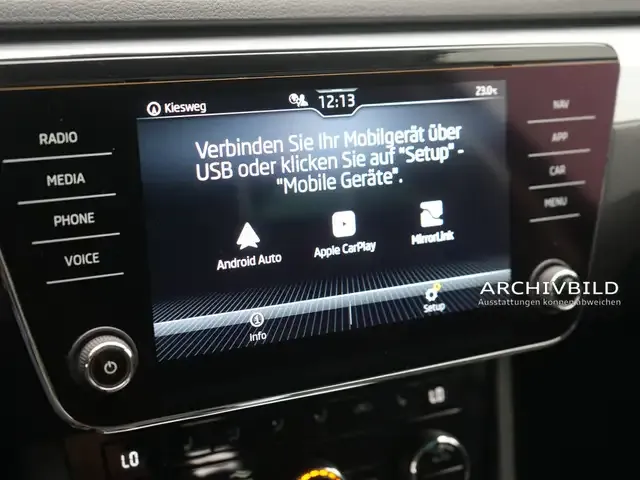 Kiesweg
12:13
23.0°C
RADIO
MEDIA
PHONE
VOICE
Verbinden Sie Ihr Mobilgerät über
USB oder klicken Sie auf "Setup" -
"Mobile Geräte".
Android Auto
Apple CarPlay
MirrorLink
Info
Setup
NAV
APP
CAR
MENU
ARCHIVBILD
Ausstattungen können abweichen
LO
LO